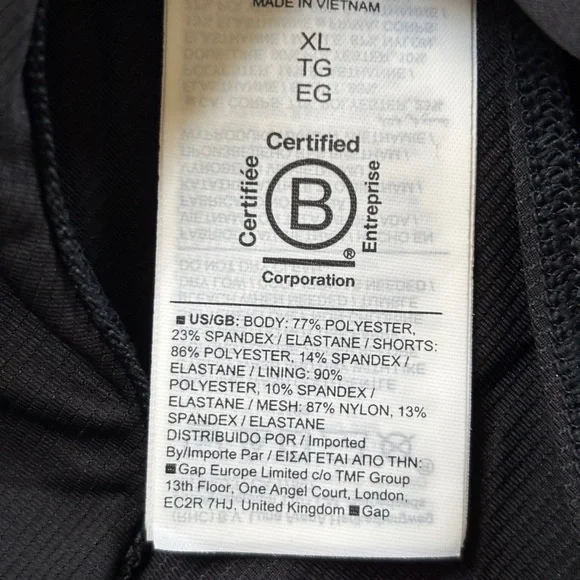 MADE IN VIETNAM
XL
TG
EG
Certified
Certifiée
B
Entreprise
®
Corporation
■ US/GB: BODY: 77% POLYESTER,
23% SPANDEX / ELASTANE / SHORTS:
86% POLYESTER, 14% SPANDEX /
ELASTANE / LINING: 90%
POLYESTER, 10% SPANDEX /
ELASTANE / MESH: 87% NYLON, 13%
SPANDEX / ELASTANE
DISTRIBUIDO POR / Imported
By/Importe Par / ΕΙΣΑΓΕΤΑΙ ΑΠΟ ΤΗΝ:
■ Gap Europe Limited c/o TMF Group
13th Floor, One Angel Court, London,
EC2R 7HJ, United Kingdom ■ Gap